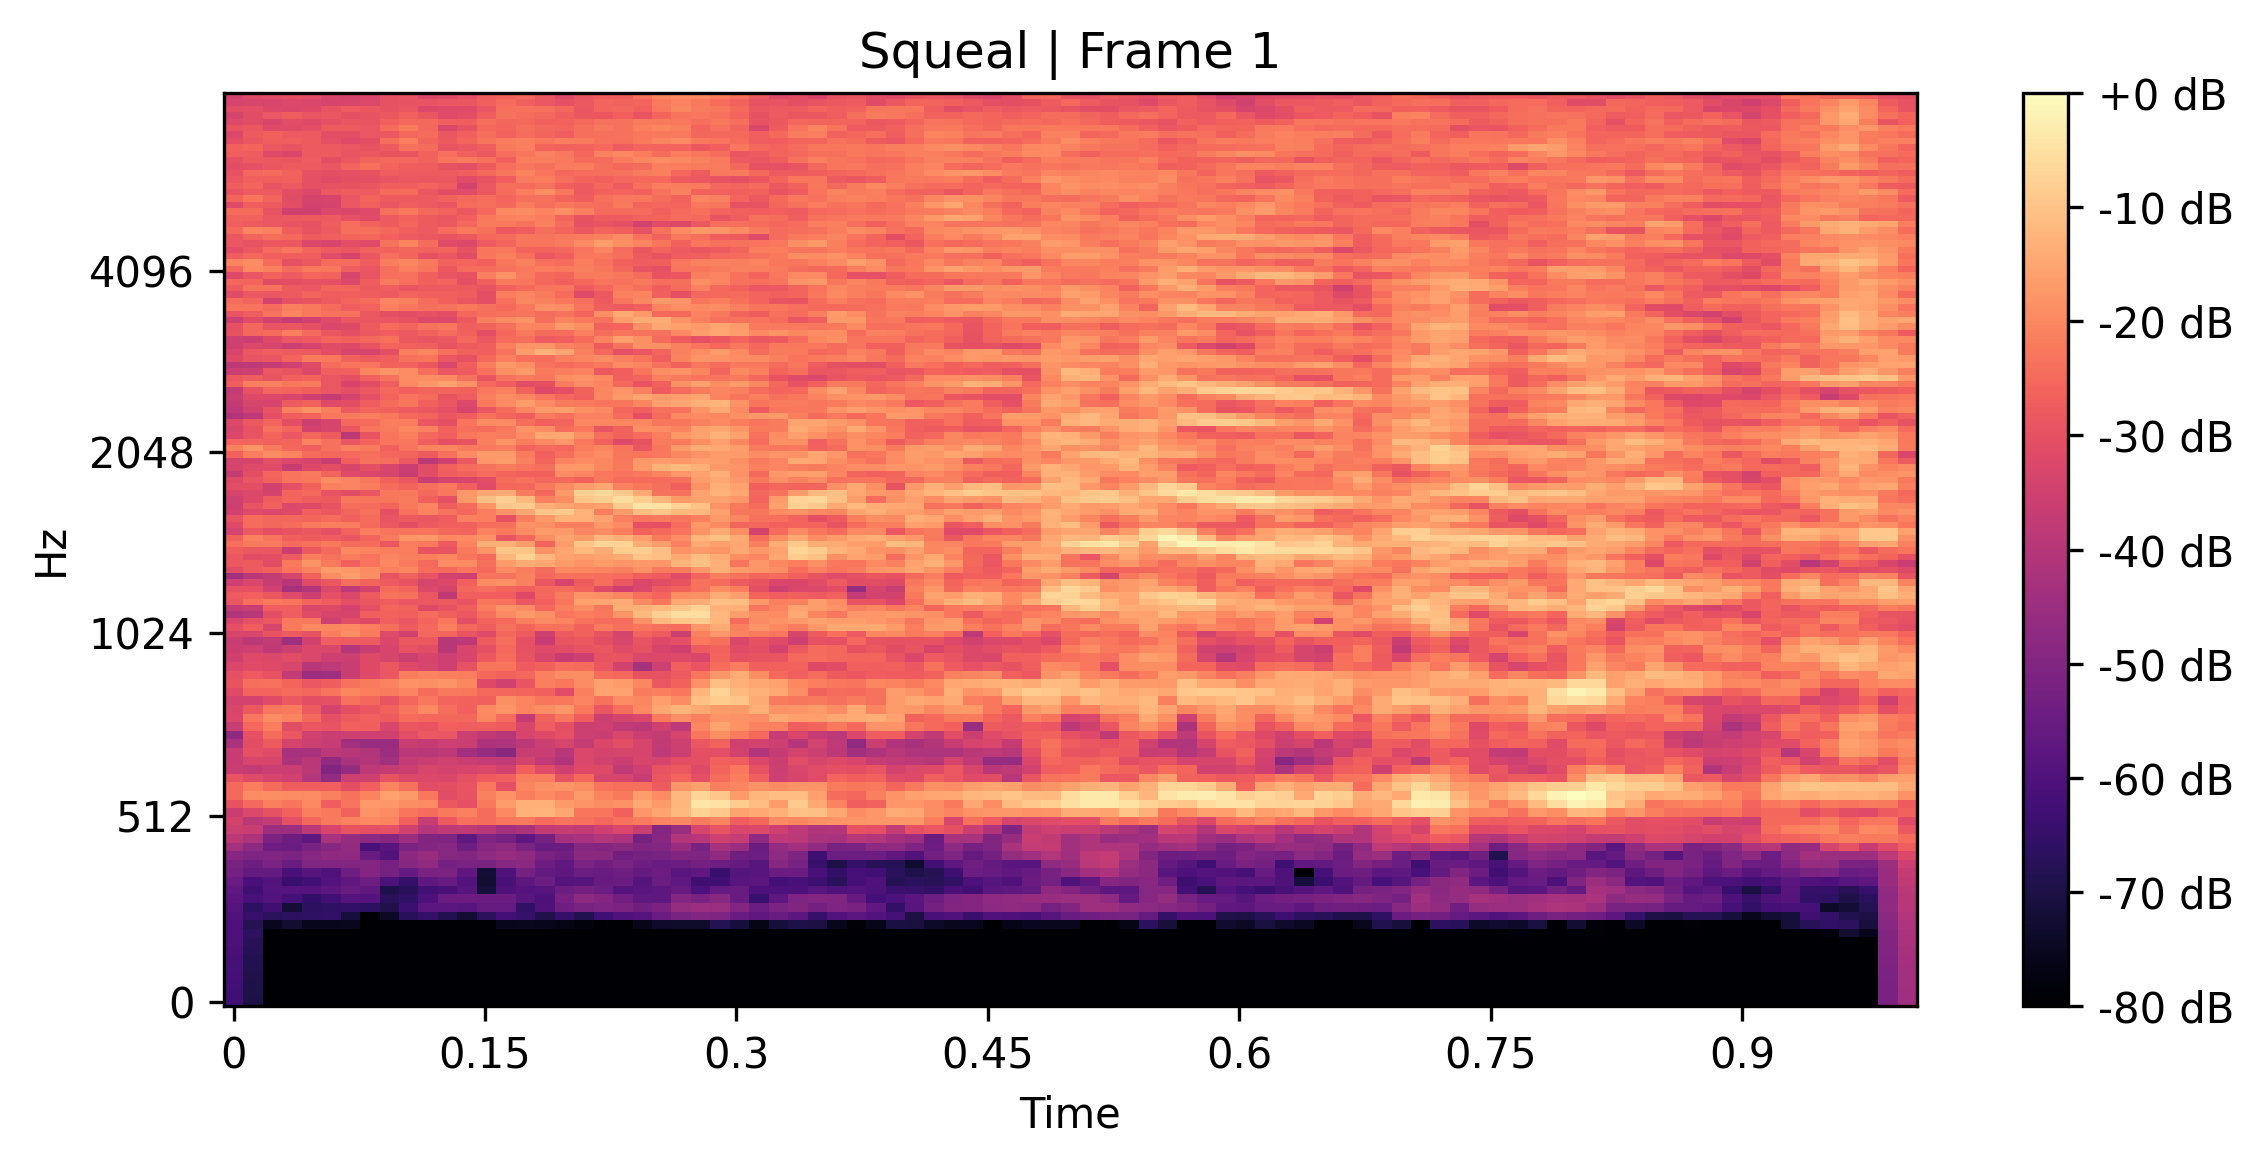 Squeal | Frame 1
Hz
4096
2048
1024
512
0
0 0.15 0.3 0.45 0.6 0.75 0.9
Time
+0 dB
-10 dB
-20 dB
-30 dB
-40 dB
-50 dB
-60 dB
-70 dB
-80 dB